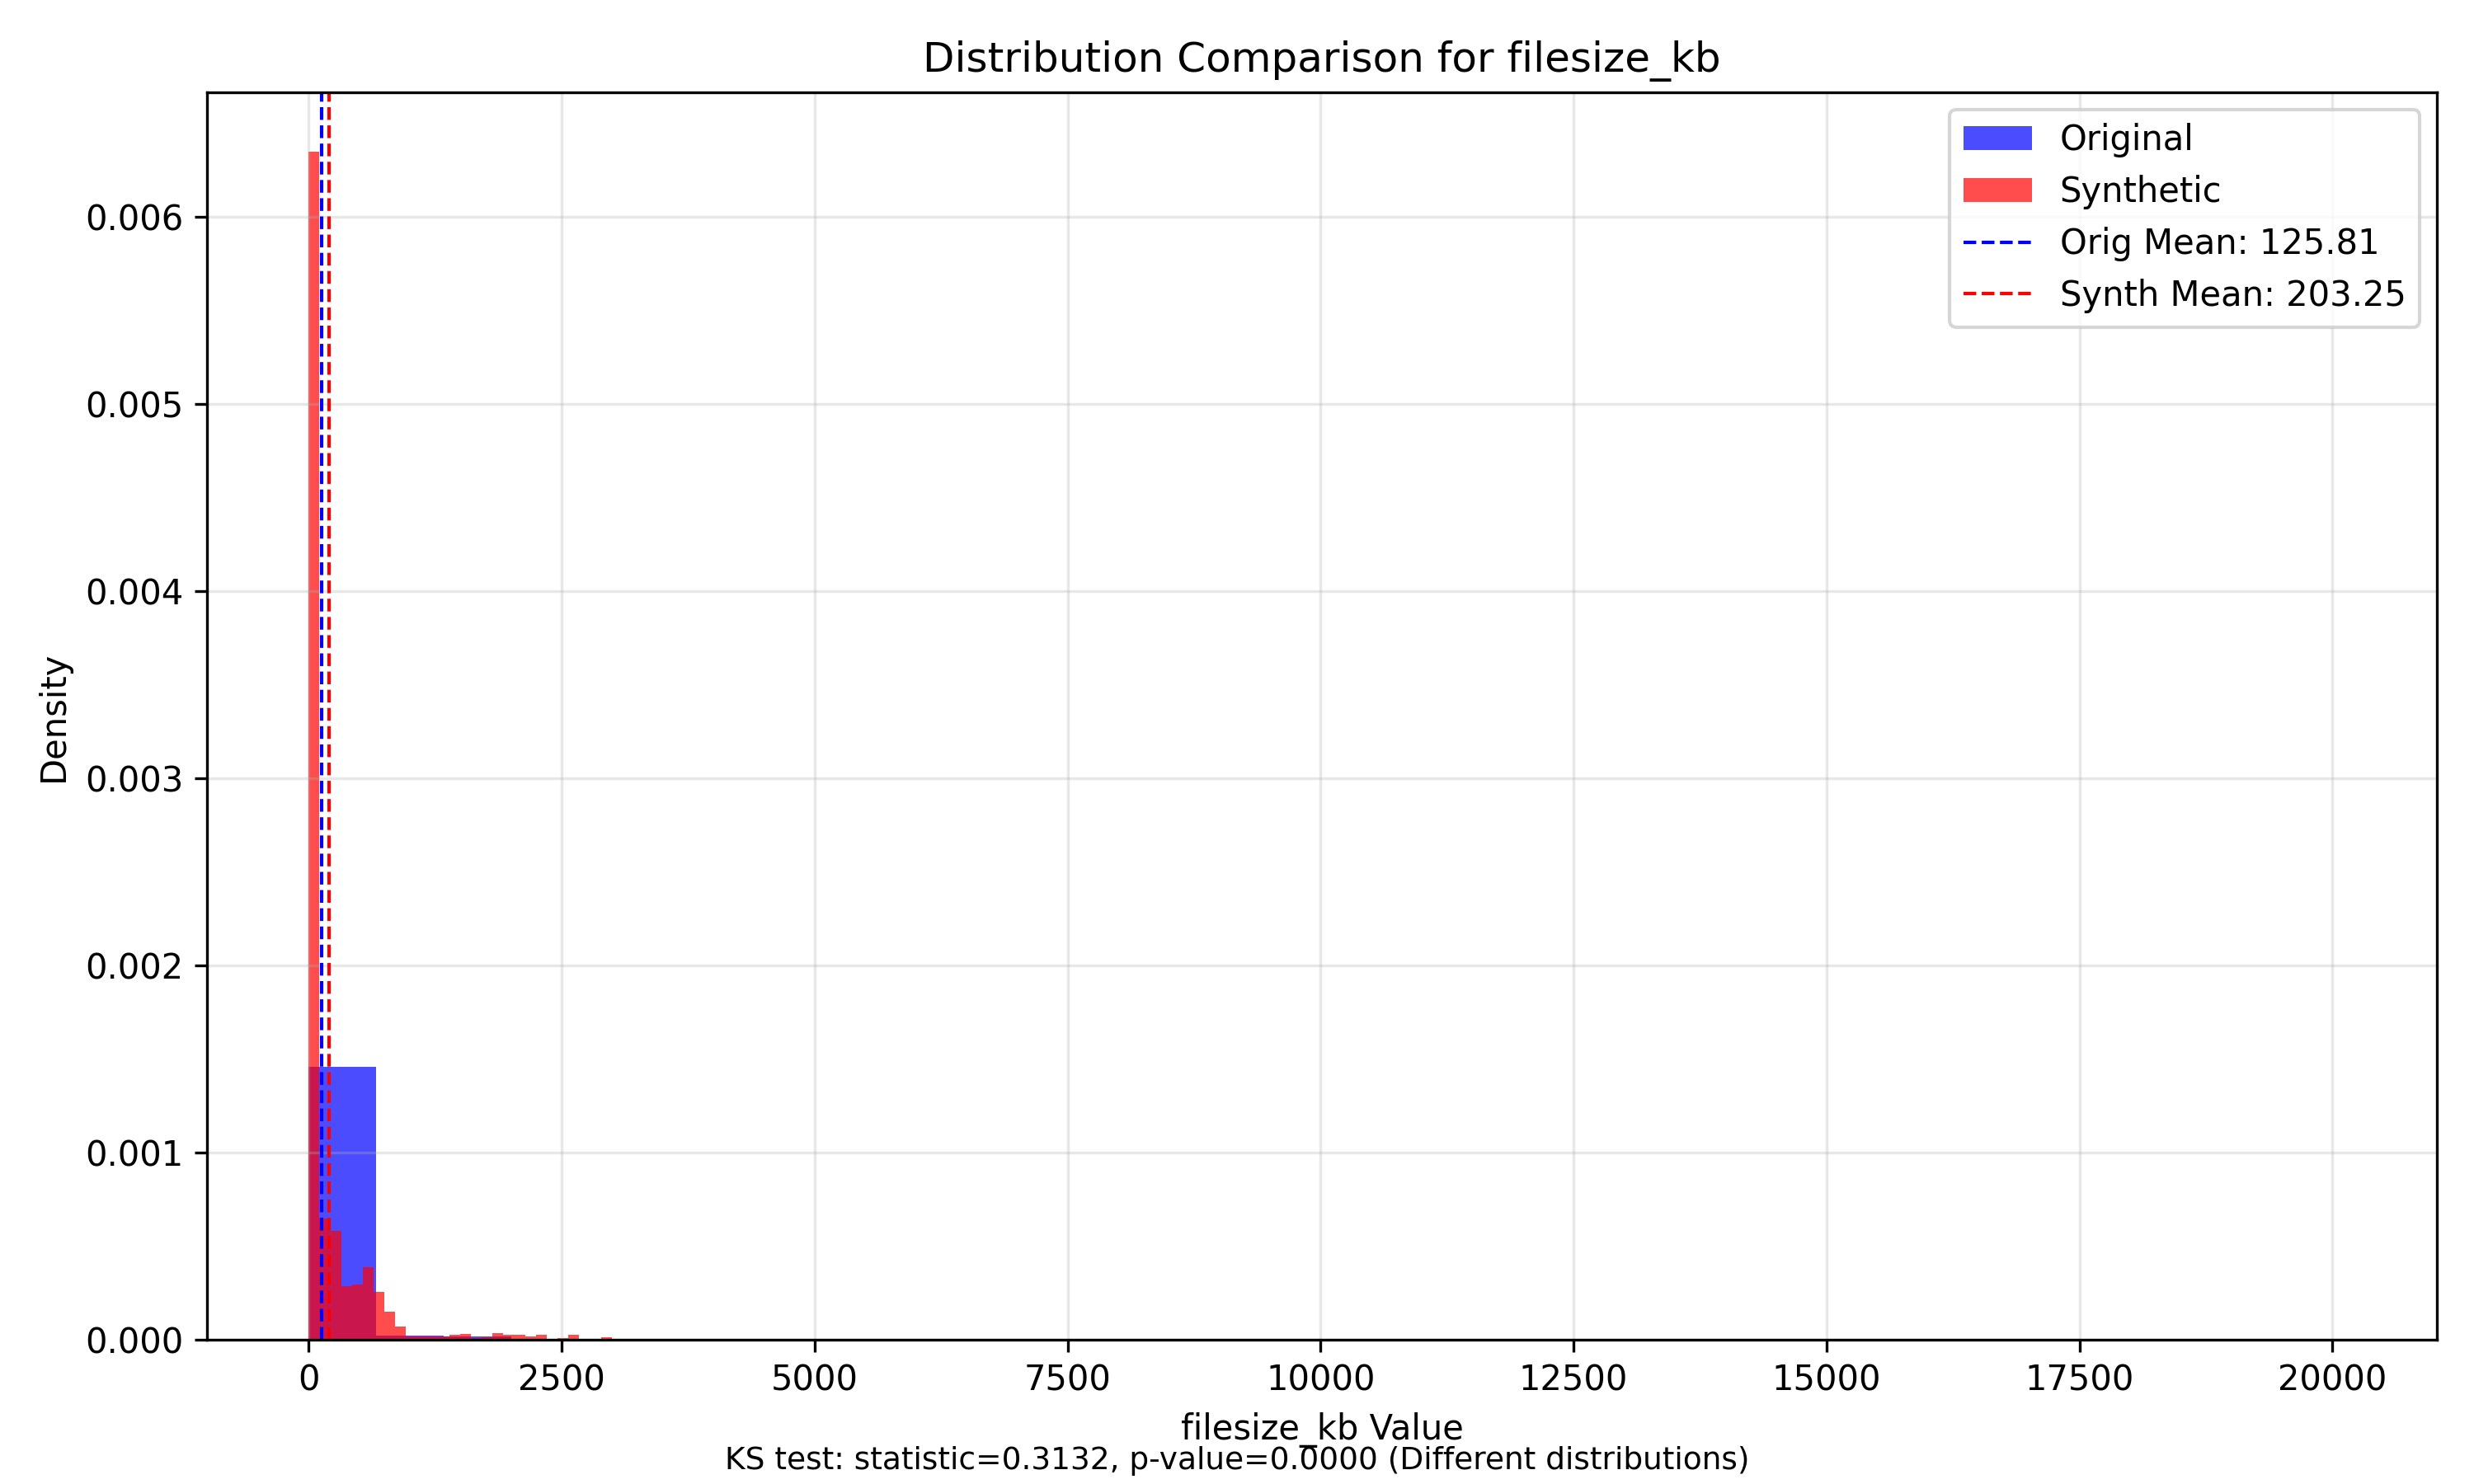 Distribution Comparison for filesize_kb
Original
Synthetic
Orig Mean: 125.81
Synth Mean: 203.25
Density
0.006
0.005
0.004
0.003
0.002
0.001
0.000
0 2500 5000 7500 10000 12500 15000 17500 20000
filesize_kb Value
KS test: statistic=0.3132, p-value=0.0000 (Different distributions)